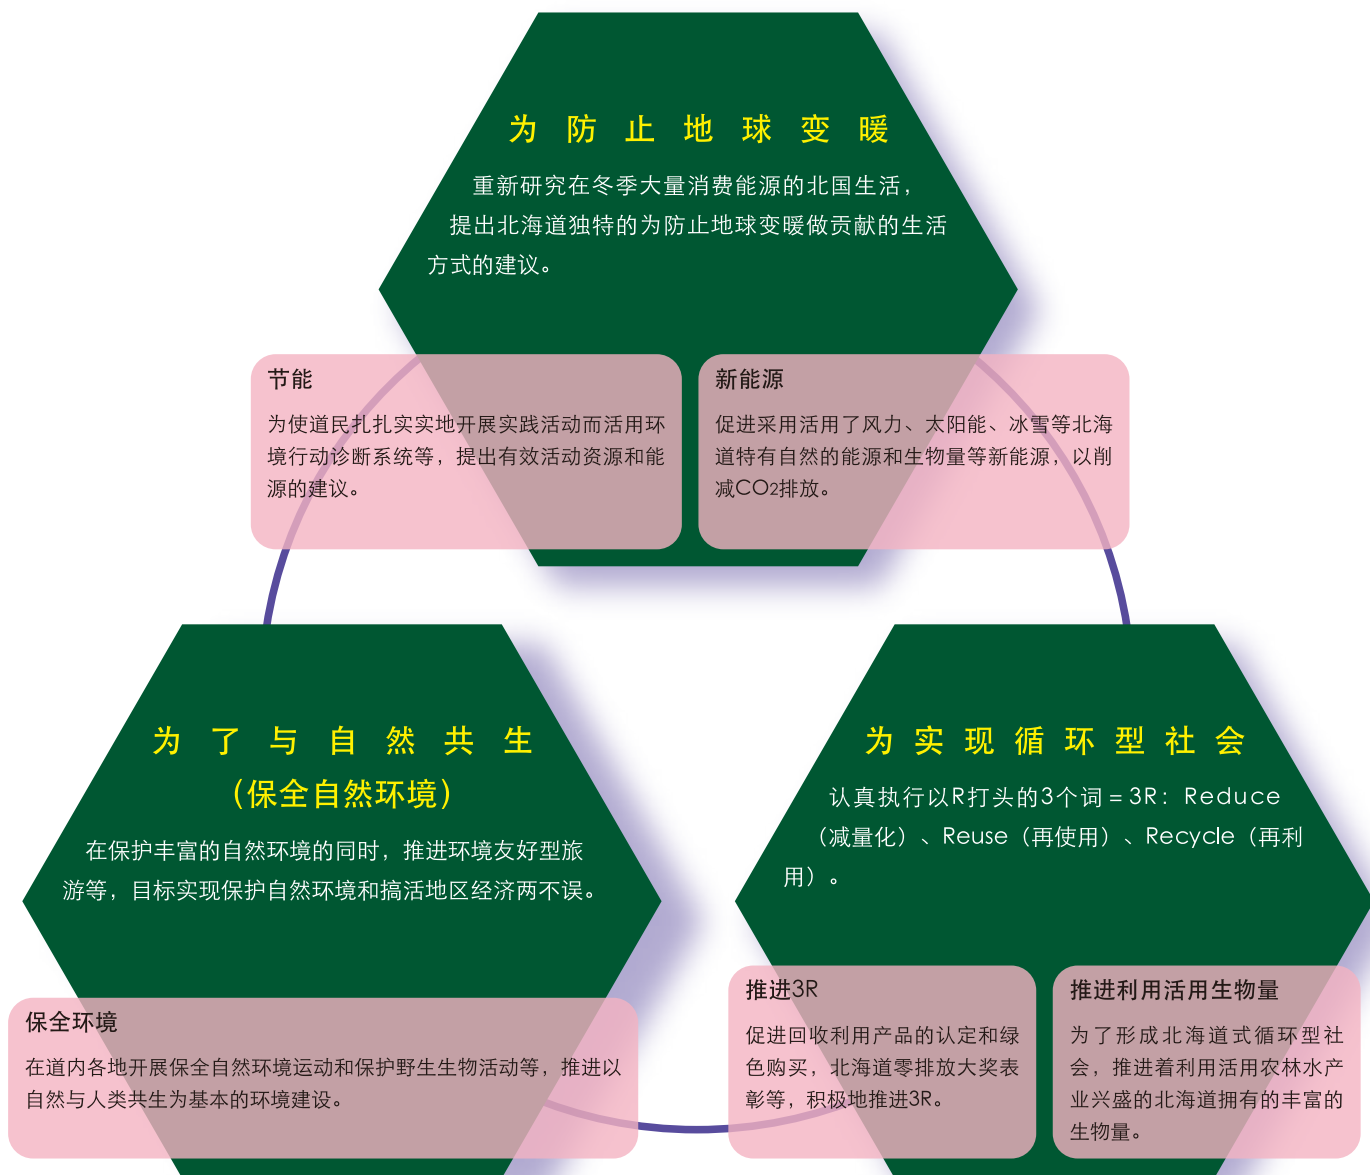 为防止地球变暖
重新研究在冬季大量消费能源的北国生活，
提出北海道独特的为防止地球变暖做贡献的生活
方式的建议。
节能
为使道民扎扎实实地开展实践活动而活用环
境行动诊断系统等，提出有效活动资源和能
源的建议。
新能源
促进采用活用了风力、太阳能、冰雪等北海
道特有自然的能源和生物量等新能源，以削
减CO2排放。
为了与自然共生
（保全自然环境）
在保护丰富的自然环境的同时，推进环境友好型旅
游等，目标实现保护自然环境和搞活地区经济两不误。
保全环境
在道内各地开展保全自然环境运动和保护野生生物活动等，推进以
自然与人类共生为基本的环境建设。
为实现循环型社会
认真执行以R打头的3个词＝3R：Reduce
（减量化）、Reuse（再使用）、Recycle（再利
用）。
推进3R
促进回收利用产品的认定和绿
色购买，北海道零排放大奖表
彰等，积极地推进3R。
推进利用活用生物量
为了形成北海道式循环型社
会，推进着利用活用农林水产
业兴盛的北海道拥有的丰富的
生物量。